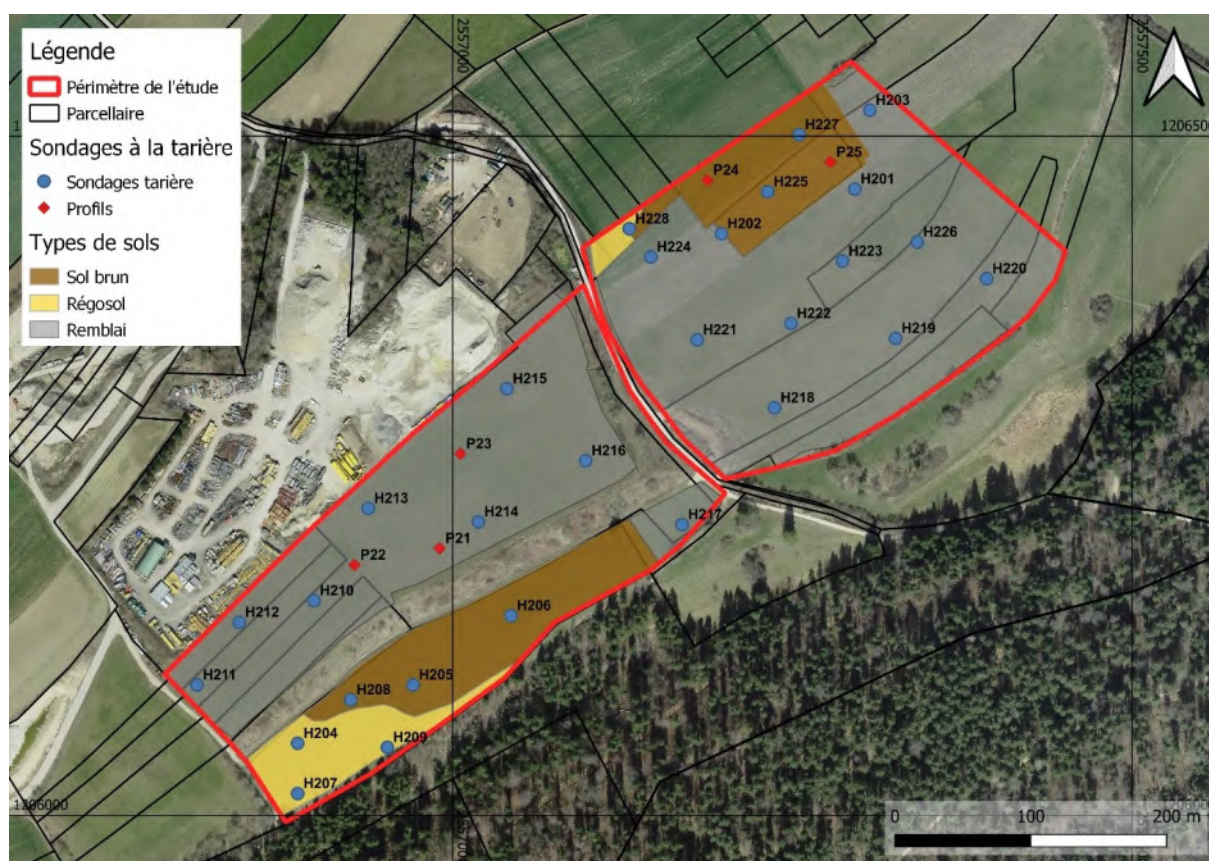 Légende
Périmètre de l'étude
Parcellaire
Sondages à la tarière
Sondages tarière
Profils
Types de sols
Sol brun
Régosol
Remblai
2557000
2557500
1206500
H203
H227
P25
P24
H225
H201
H228
H202
H224
H226
H223
H220
H222
H221
H219
H215
H218
P23
H216
H213
H214
H217
P21
P22
H210
H206
H212
H211
H205
H208
H204
H209
H207
1206000
0 100 200 m